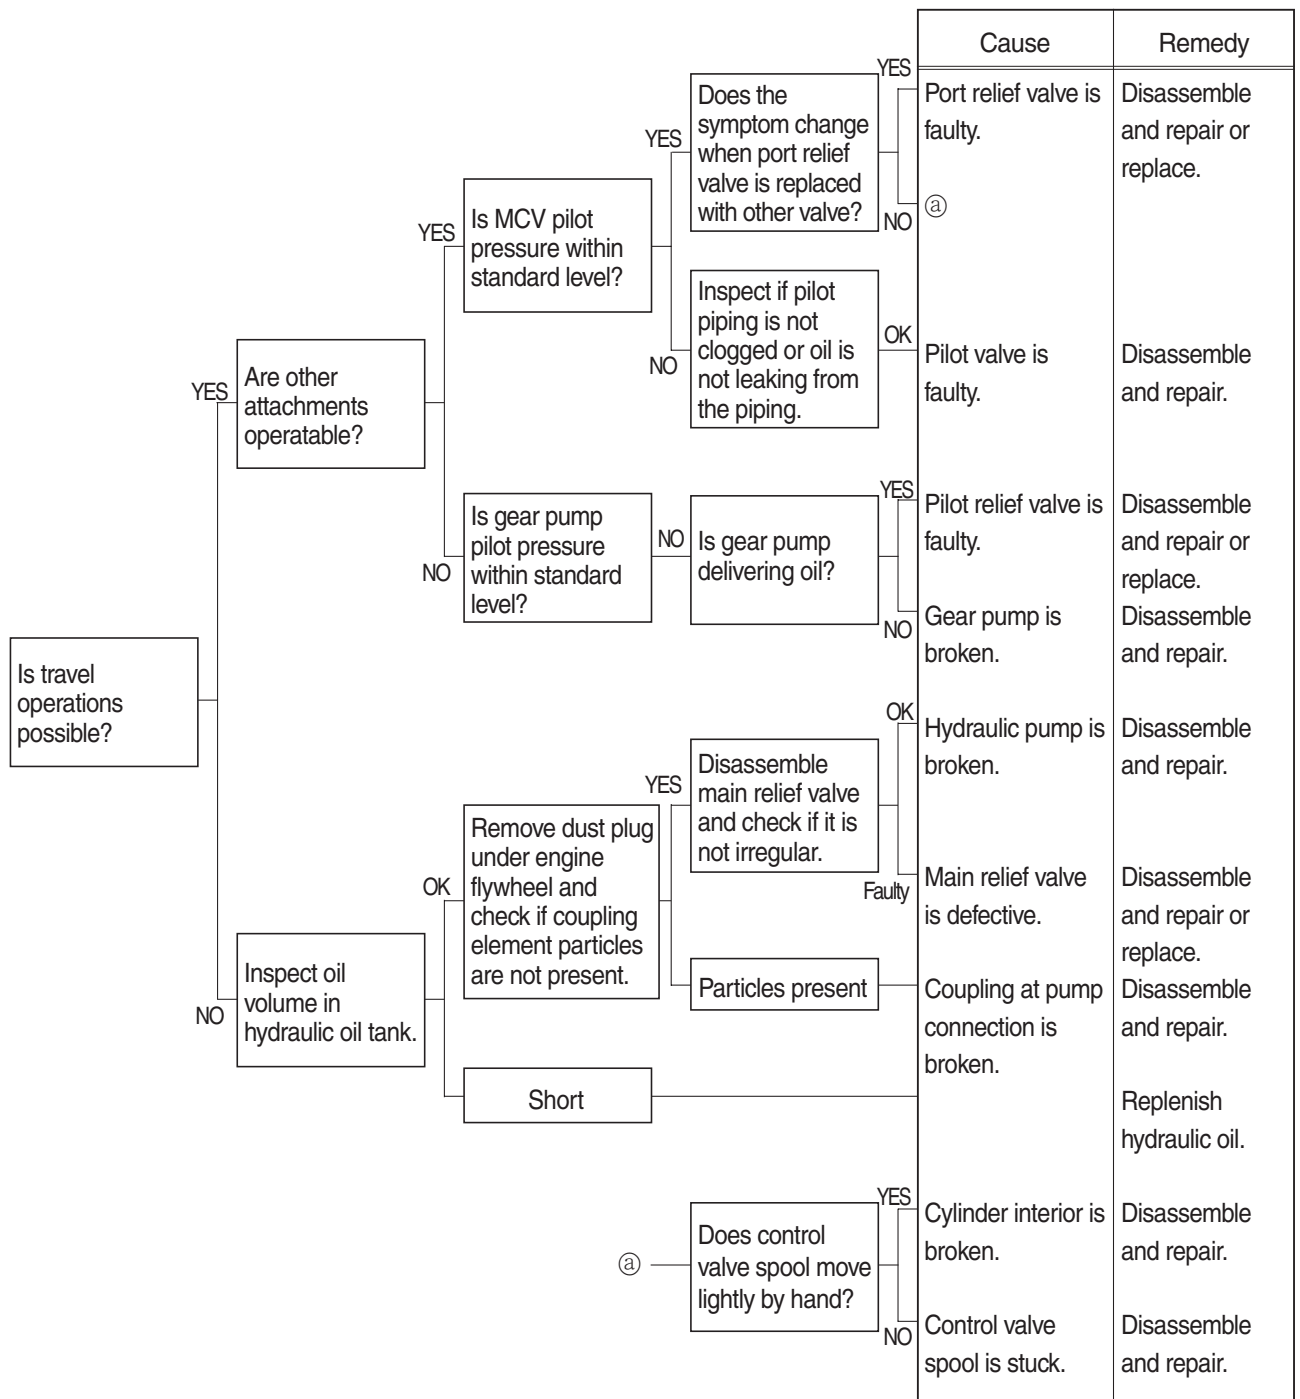 Cause
Remedy
Is travel
operations
possible?
YES
NO
Are other
attachments
operatable?
YES
NO
Is MCV pilot
pressure within
standard level?
YES
NO
Does the
symptom change
when port relief
valve is replaced
with other valve?
YES
Port relief valve is
faulty.
Disassemble
and repair or
replace.
NO
ⓐ
Inspect if pilot
piping is not
clogged or oil is
not leaking from
the piping.
OK
Pilot valve is
faulty.
Disassemble
and repair.
Is gear pump
pilot pressure
within standard
level?
NO
Is gear pump
delivering oil?
YES
Pilot relief valve is
faulty.
Disassemble
and repair or
replace.
NO
Gear pump is
broken.
Disassemble
and repair.
Inspect oil
volume in
hydraulic oil tank.
OK
Remove dust plug
under engine
flywheel and
check if coupling
element particles
are not present.
YES
Disassemble
main relief valve
and check if it is
not irregular.
OK
Hydraulic pump is
broken.
Disassemble
and repair.
Faulty
Main relief valve
is defective.
Disassemble
and repair or
replace.
Particles present
Coupling at pump
connection is
broken.
Disassemble
and repair.
Short
Replenish
hydraulic oil.
ⓐ
Does control
valve spool move
lightly by hand?
YES
Cylinder interior is
broken.
Disassemble
and repair.
NO
Control valve
spool is stuck.
Disassemble
and repair.